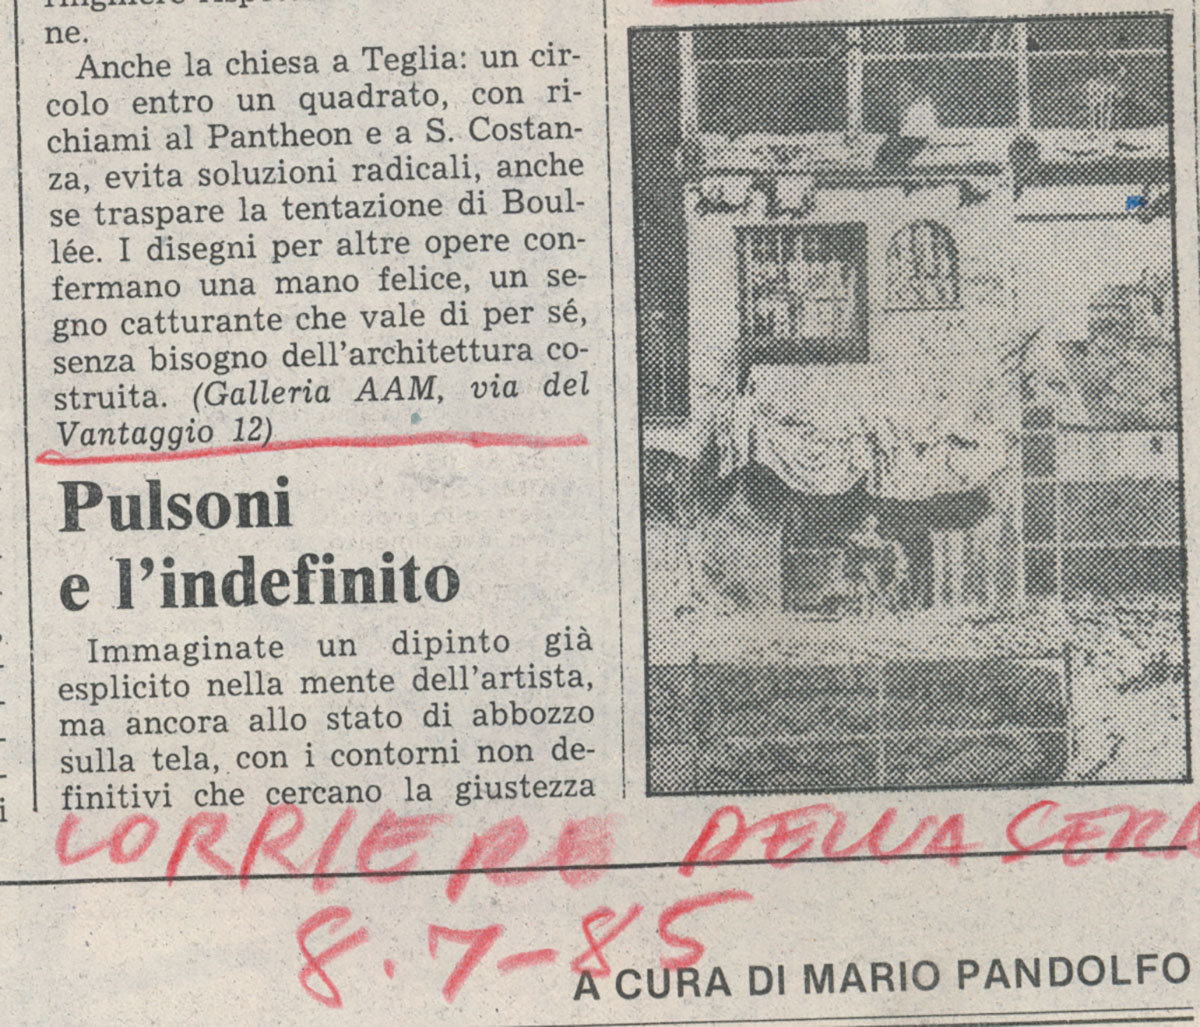 ne.
Anche la chiesa a Teglia: un cir-
colo entro un quadrato, con ri-
chiami al Pantheon e a S. Costan-
za, evita soluzioni radicali, anche
se traspare la tentazione di Boul-
lée. I disegni per altre opere con-
fermano una mano felice, un se-
gno catturante che vale di per sé,
senza bisogno dell'architettura co-
struita. (Galleria AAM, via del
Vantaggio 12)
Pulsoni
e l'indefinito
Immaginate un dipinto già
esplicito nella mente dell'artista,
ma ancora allo stato di abbozzo
sulla tela, con i contorni non de-
finitivi che cercano la giustezza
CORRIERE DELLA SERA
8.7-85
A CURA DI MARIO PANDOLFO